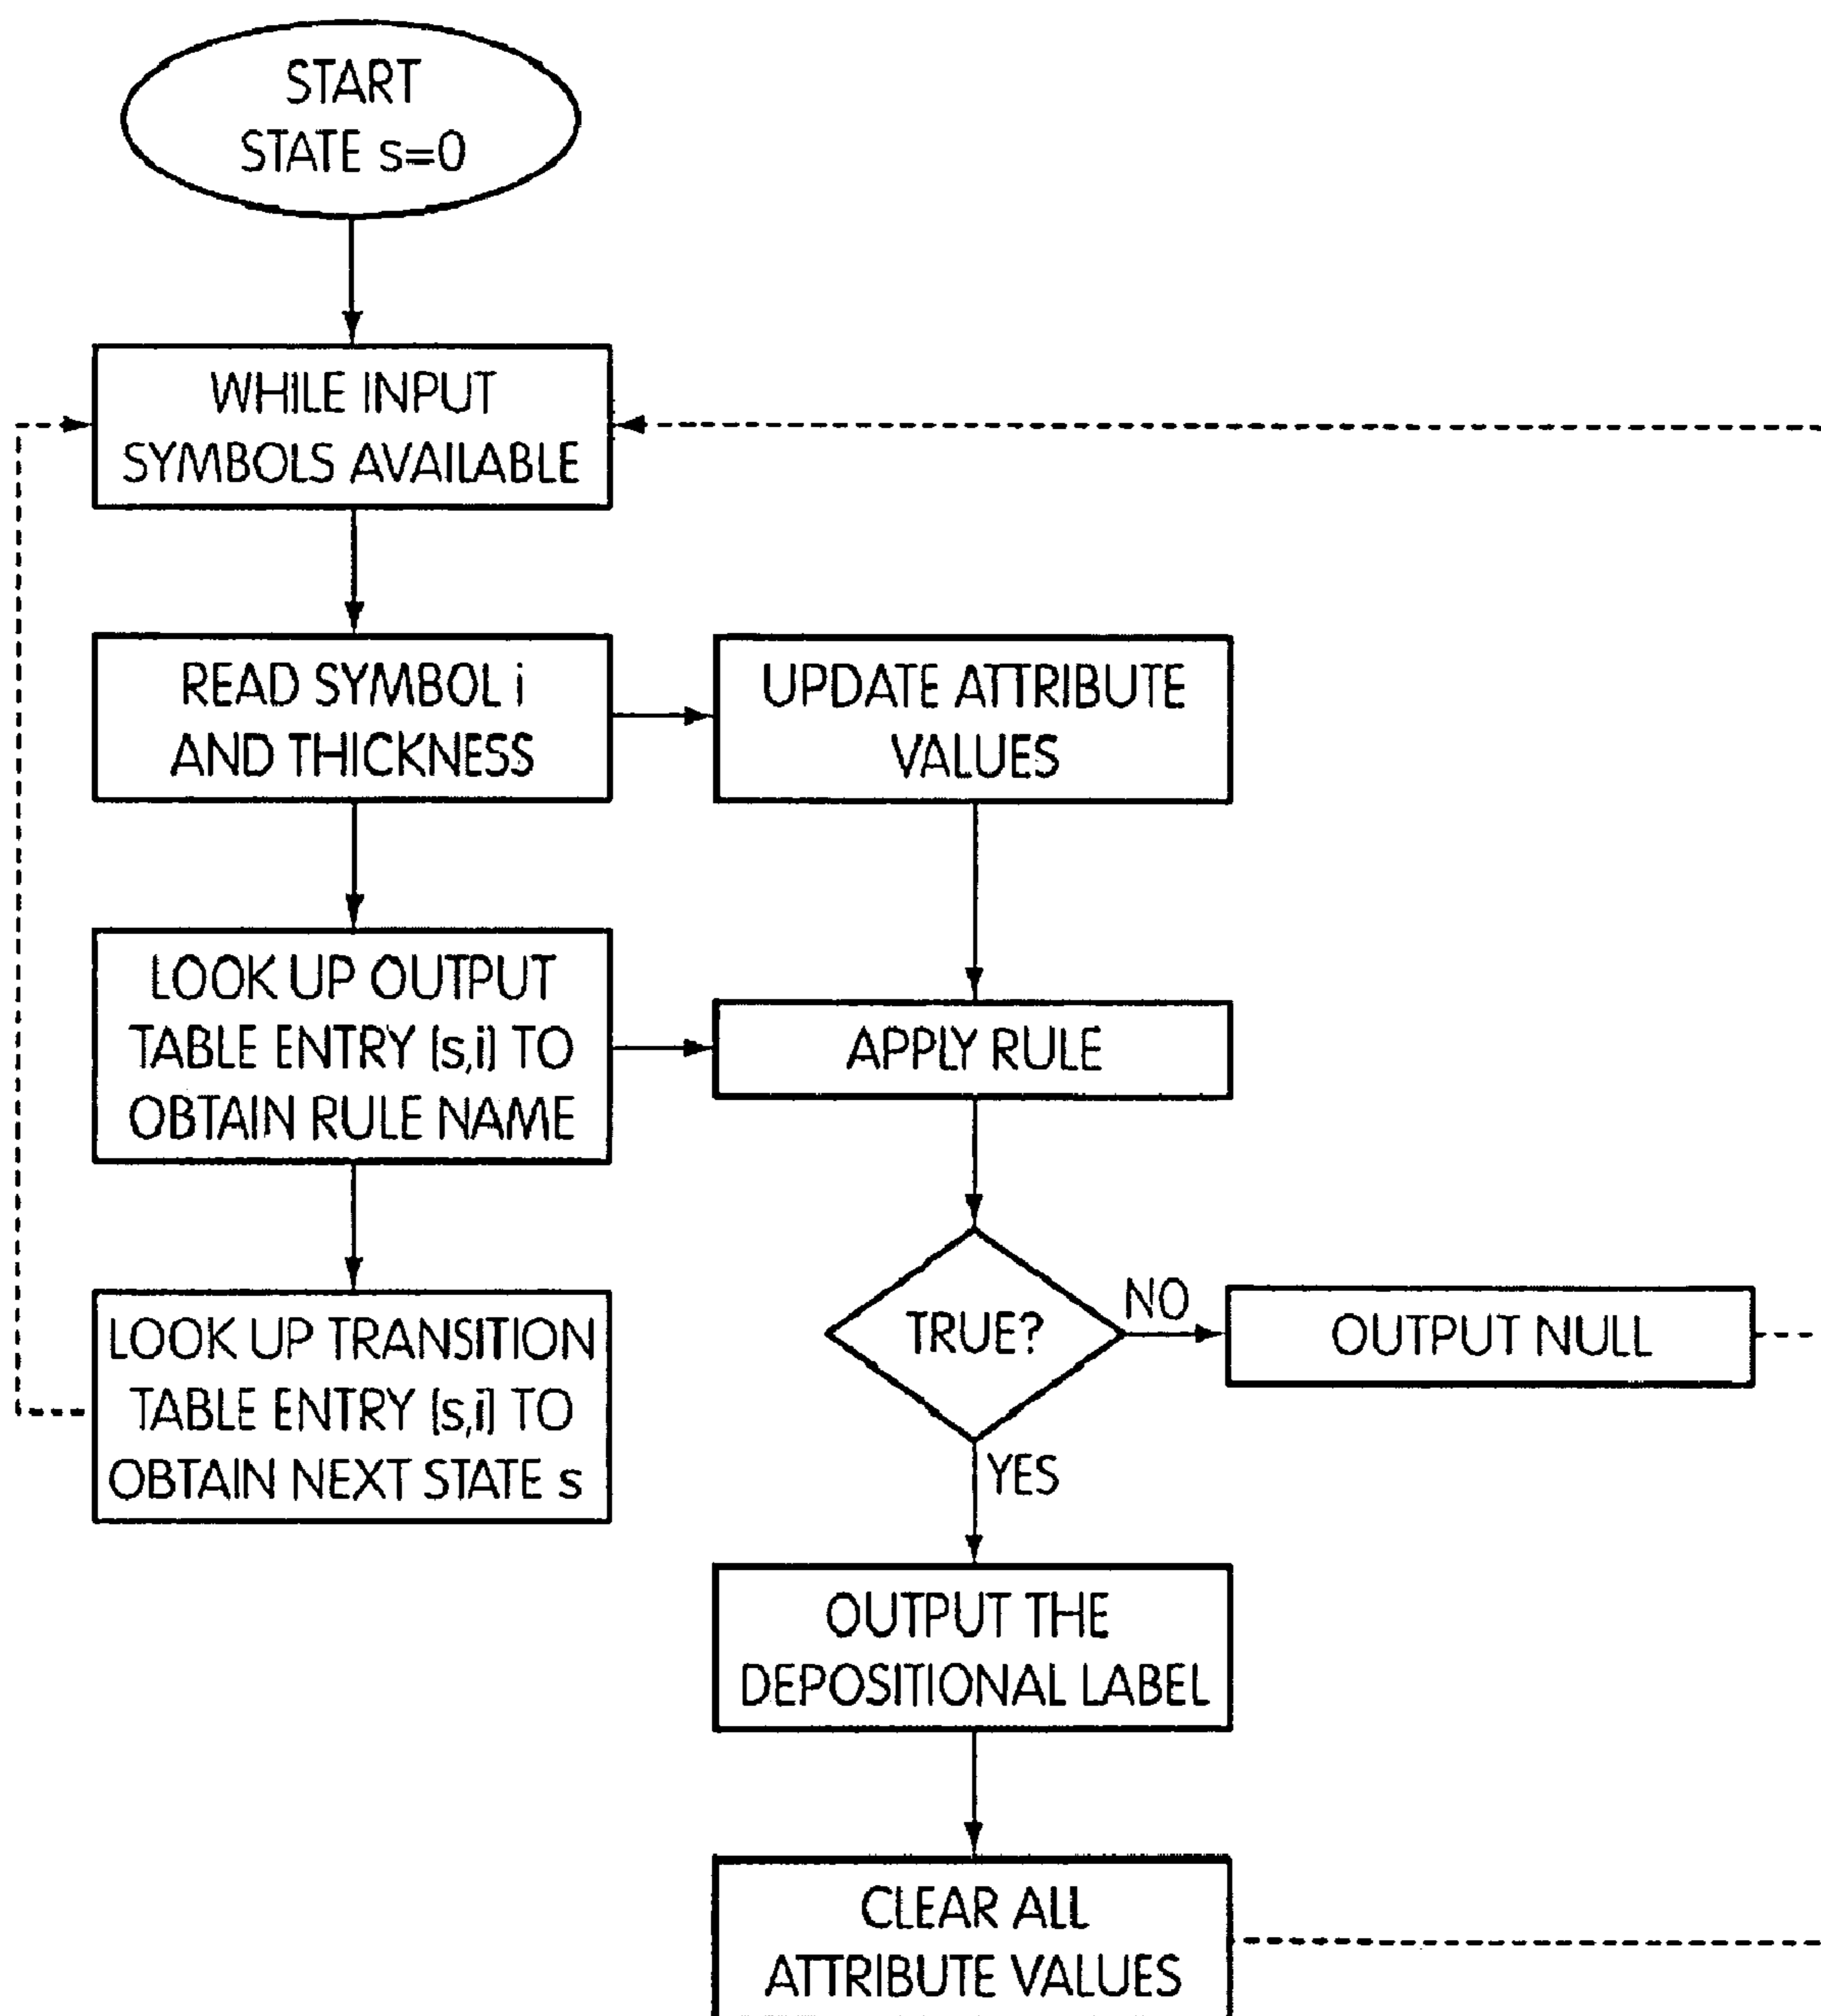 START
STATE s=0
WHILE INPUT
SYMBOLS AVAILABLE
READ SYMBOL i
AND THICKNESS
UPDATE ATTRIBUTE
VALUES
LOOK UP OUTPUT
TABLE ENTRY (s,i) TO
OBTAIN RULE NAME
APPLY RULE
LOOK UP TRANSITION
TABLE ENTRY (s,i) TO
OBTAIN NEXT STATE s
TRUE?
NO
OUTPUT NULL
YES
OUTPUT THE
DEPOSITIONAL LABEL
CLEAR ALL
ATTRIBUTE VALUES